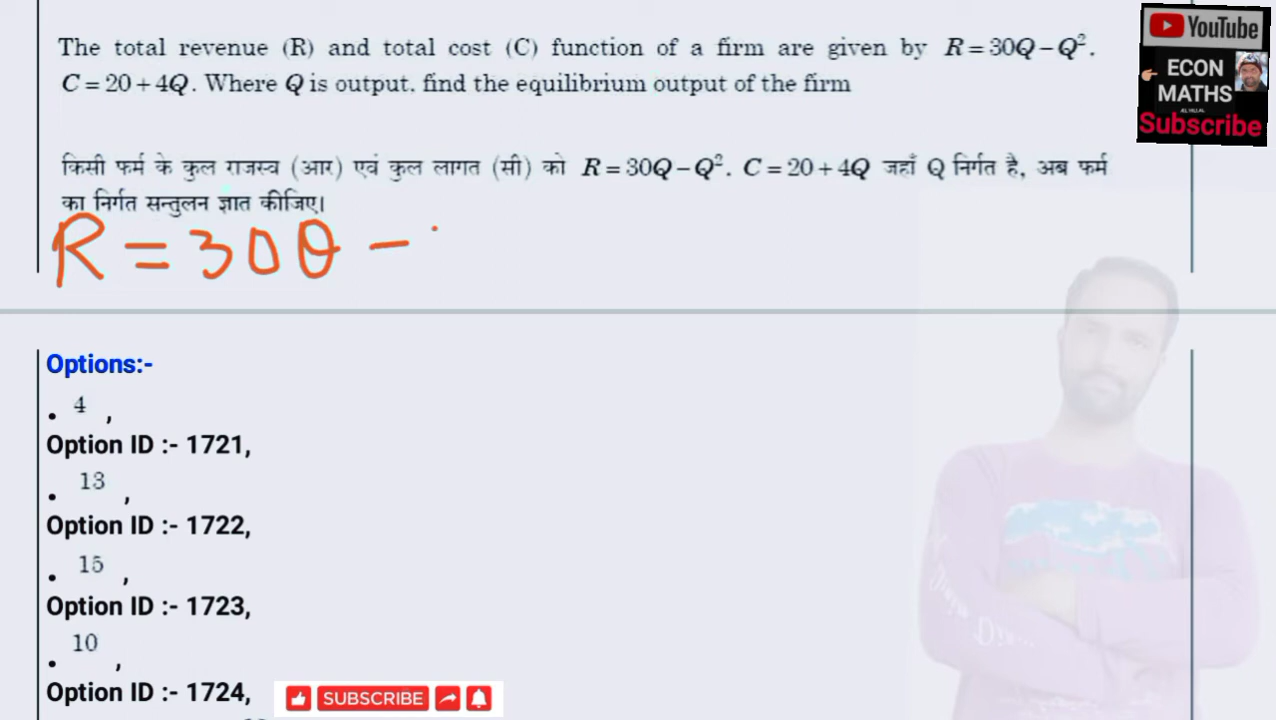 The total revenue (R) and total cost (C) function of a firm are given by R = 30Q − Q².
C = 20 + 4Q. Where Q is output. find the equilibrium output of the firm
किसी फर्म के कुल राजस्व (आर) एवं कुल लागत (सी) को R = 30Q − Q². C = 20 + 4Q जहाँ Q निर्गत है, अब फर्म
का निर्गत सन्तुलन ज्ञात कीजिए।
R = 30Q −
Options:-
• 4 ,
Option ID :- 1721,
• 13 ,
Option ID :- 1722,
• 15 ,
Option ID :- 1723,
• 10 ,
Option ID :- 1724,
SUBSCRIBE
YouTube
ECON
MATHS
Subscribe